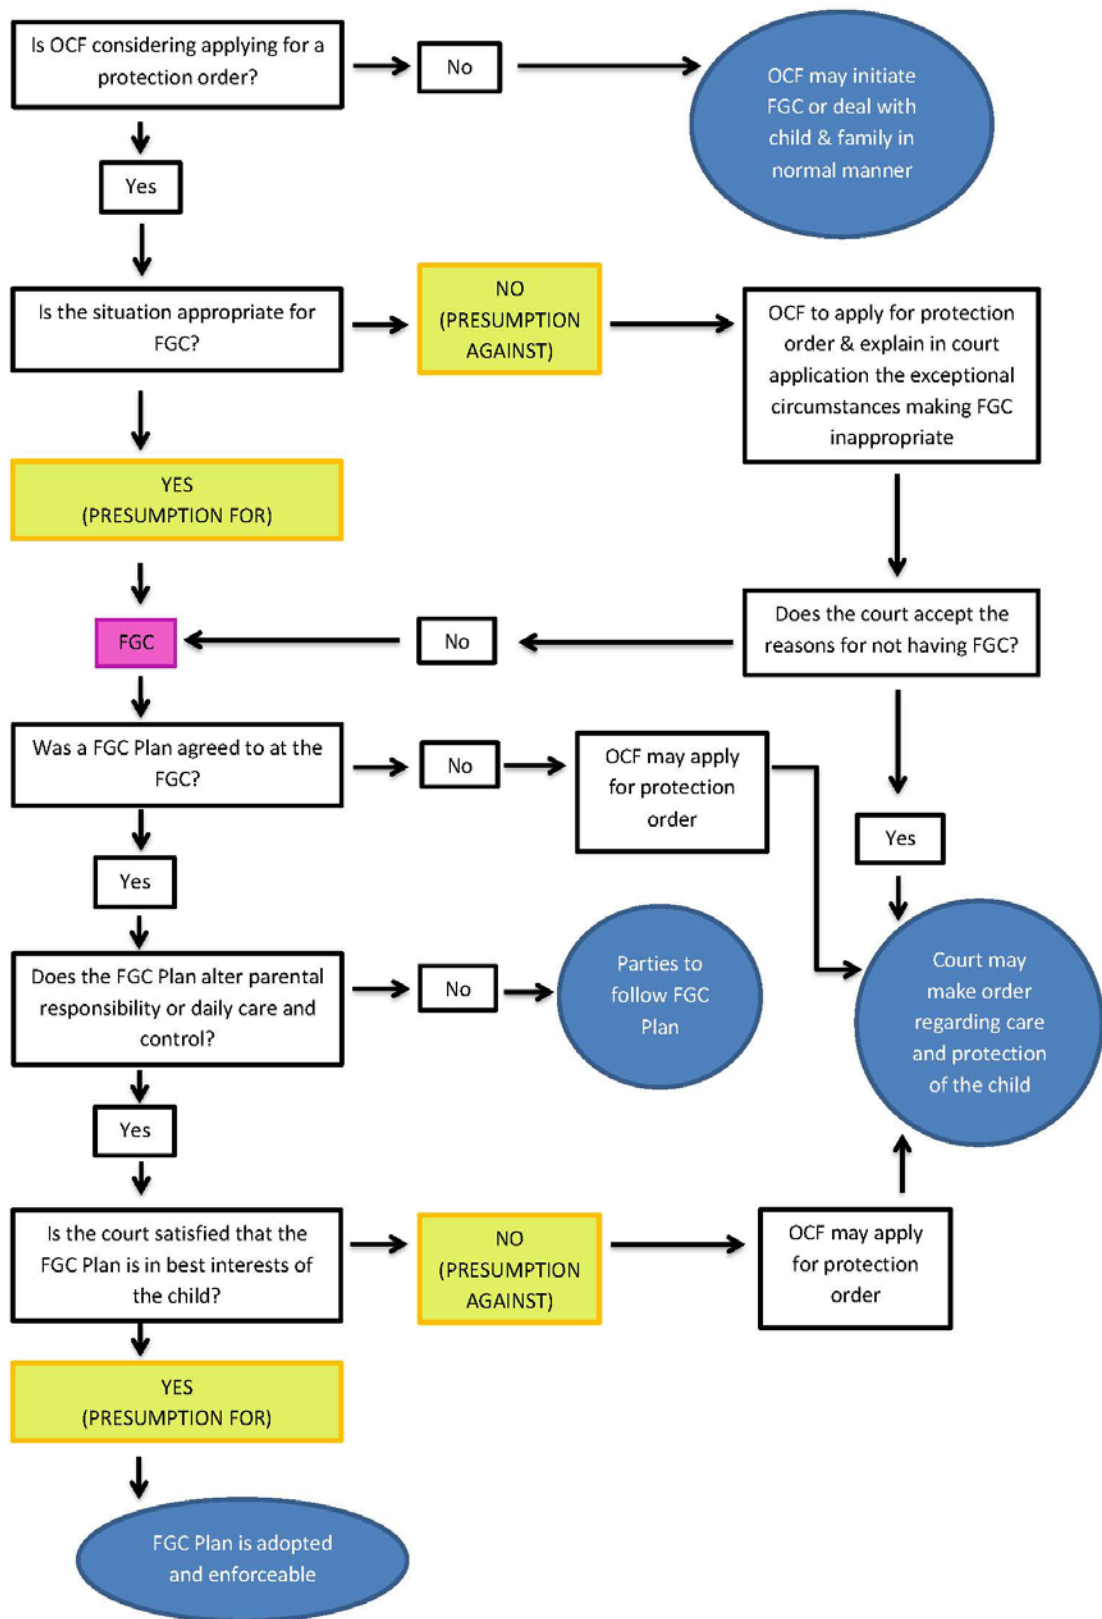 Is OCF considering applying for a
protection order?
No
OCF may initiate
FGC or deal with
child & family in
normal manner
Yes
Is the situation appropriate for
FGC?
NO
(PRESUMPTION
AGAINST)
OCF to apply for protection
order & explain in court
application the exceptional
circumstances making FGC
inappropriate
YES
(PRESUMPTION FOR)
FGC
No
Does the court accept the
reasons for not having FGC?
Was a FGC Plan agreed to at the
FGC?
No
OCF may apply
for protection
order
Yes
Yes
Does the FGC Plan alter parental
responsibility or daily care and
control?
No
Parties to
follow FGC
Plan
Court may
make order
regarding care
and protection
of the child
Yes
Is the court satisfied that the
FGC Plan is in best interests of
the child?
NO
(PRESUMPTION
AGAINST)
OCF may apply
for protection
order
YES
(PRESUMPTION FOR)
FGC Plan is adopted
and enforceable